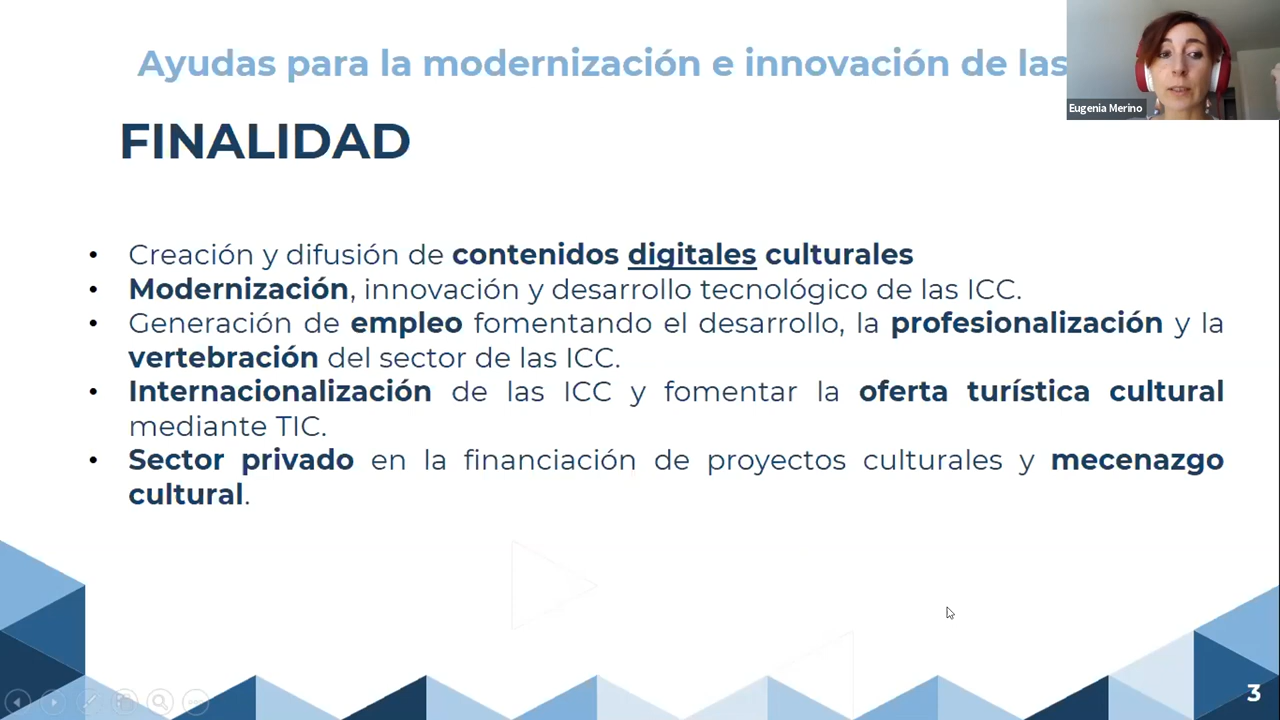 Ayudas para la modernización e innovación de las
Eugenia Merino
FINALIDAD
• Creación y difusión de contenidos digitales culturales
• Modernización, innovación y desarrollo tecnológico de las ICC.
• Generación de empleo fomentando el desarrollo, la profesionalización y la
vertebración del sector de las ICC.
• Internacionalización de las ICC y fomentar la oferta turística cultural
mediante TIC.
• Sector privado en la financiación de proyectos culturales y mecenazgo
cultural.
3